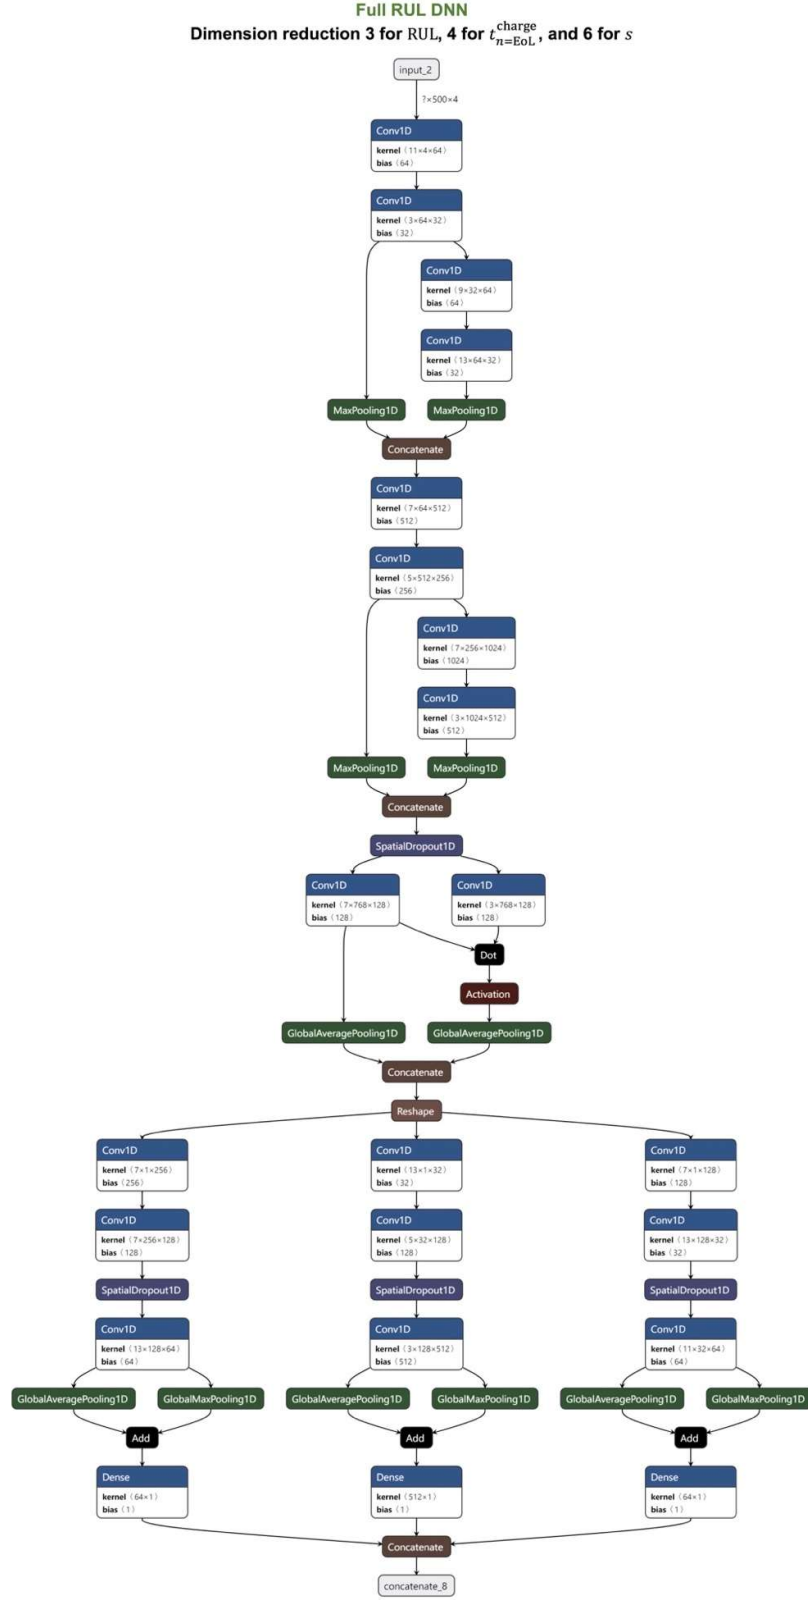 Full RUL DNN
Dimension reduction 3 for RUL, 4 for t_{n=EoL}^{charge}, and 6 for s
input_2
?×500×4
Conv1D
kernel (11×4×64)
bias (64)
Conv1D
kernel (3×64×32)
bias (32)
Conv1D
kernel (9×32×64)
bias (64)
Conv1D
kernel (13×64×32)
bias (32)
MaxPooling1D MaxPooling1D
Concatenate
Conv1D
kernel (7×64×512)
bias (512)
Conv1D
kernel (5×512×256)
bias (256)
Conv1D
kernel (7×256×1024)
bias (1024)
Conv1D
kernel (3×1024×512)
bias (512)
MaxPooling1D MaxPooling1D
Concatenate
SpatialDropout1D
Conv1D
kernel (7×768×128)
bias (128)
Conv1D
kernel (3×768×128)
bias (128)
Dot
Activation
GlobalAveragePooling1D GlobalAveragePooling1D
Concatenate
Reshape
Conv1D
kernel (7×1×256)
bias (256)
Conv1D
kernel (13×1×32)
bias (32)
Conv1D
kernel (7×1×128)
bias (128)
Conv1D
kernel (7×256×128)
bias (128)
Conv1D
kernel (5×32×128)
bias (128)
Conv1D
kernel (13×128×32)
bias (32)
SpatialDropout1D SpatialDropout1D SpatialDropout1D
Conv1D
kernel (13×128×64)
bias (64)
Conv1D
kernel (3×128×512)
bias (512)
Conv1D
kernel (11×32×64)
bias (64)
GlobalAveragePooling1D GlobalMaxPooling1D GlobalAveragePooling1D GlobalMaxPooling1D GlobalAveragePooling1D GlobalMaxPooling1D
Add Add Add
Dense
kernel (64×1)
bias (1)
Dense
kernel (512×1)
bias (1)
Dense
kernel (64×1)
bias (1)
Concatenate
concatenate_8